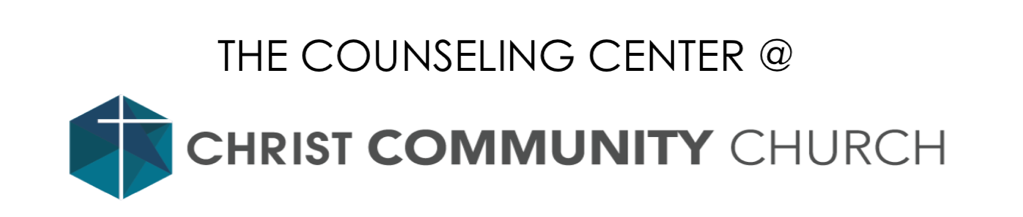 THE COUNSELING CENTER @
CHRIST COMMUNITY CHURCH